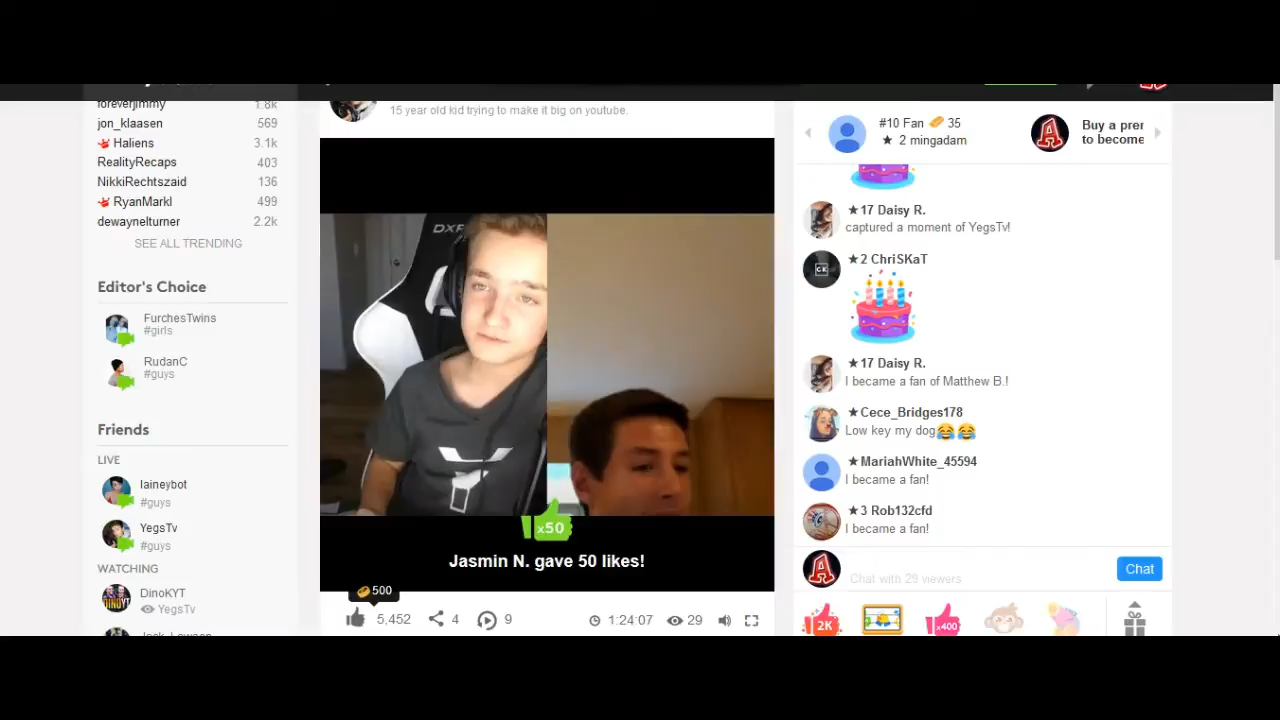 foreverjimmy 1.8k
jon_klaasen 569
Haliens 3.1k
RealityRecaps 403
NikkiRechtszaid 136
RyanMarkl 499
dewaynelturner 2.2k
SEE ALL TRENDING
Editor's Choice
FurchesTwins
#girls
RudanC
#guys
Friends
LIVE
laineybot
#guys
YegsTv
#guys
WATCHING
DinoKYT
YegsTv
15 year old kid trying to make it big on youtube.
x50
Jasmin N. gave 50 likes!
500
5,452 4 9 1:24:07 29
#10 Fan 35
★ 2 mingadam
Buy a
to become
★17 Daisy R.
captured a moment of YegsTv!
★2 ChriSKaT
★17 Daisy R.
I became a fan of Matthew B.!
★Cece_Bridges178
Low key my dog😂😂
★MariahWhite_45594
I became a fan!
★3 Rob132cfd
I became a fan!
Chat with 29 viewers
Chat
2K
x400